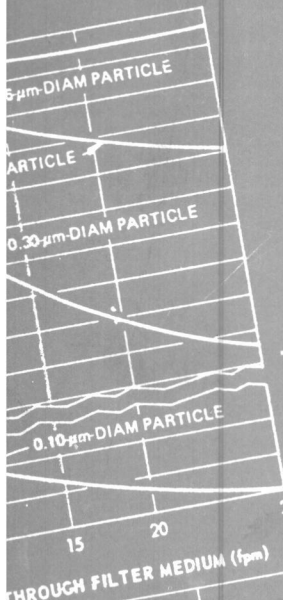 μm-DIAM PARTICLE
ARTICLE
0.30-μm-DIAM PARTICLE
0.10-μm-DIAM PARTICLE
15 20
THROUGH FILTER MEDIUM (fpm)